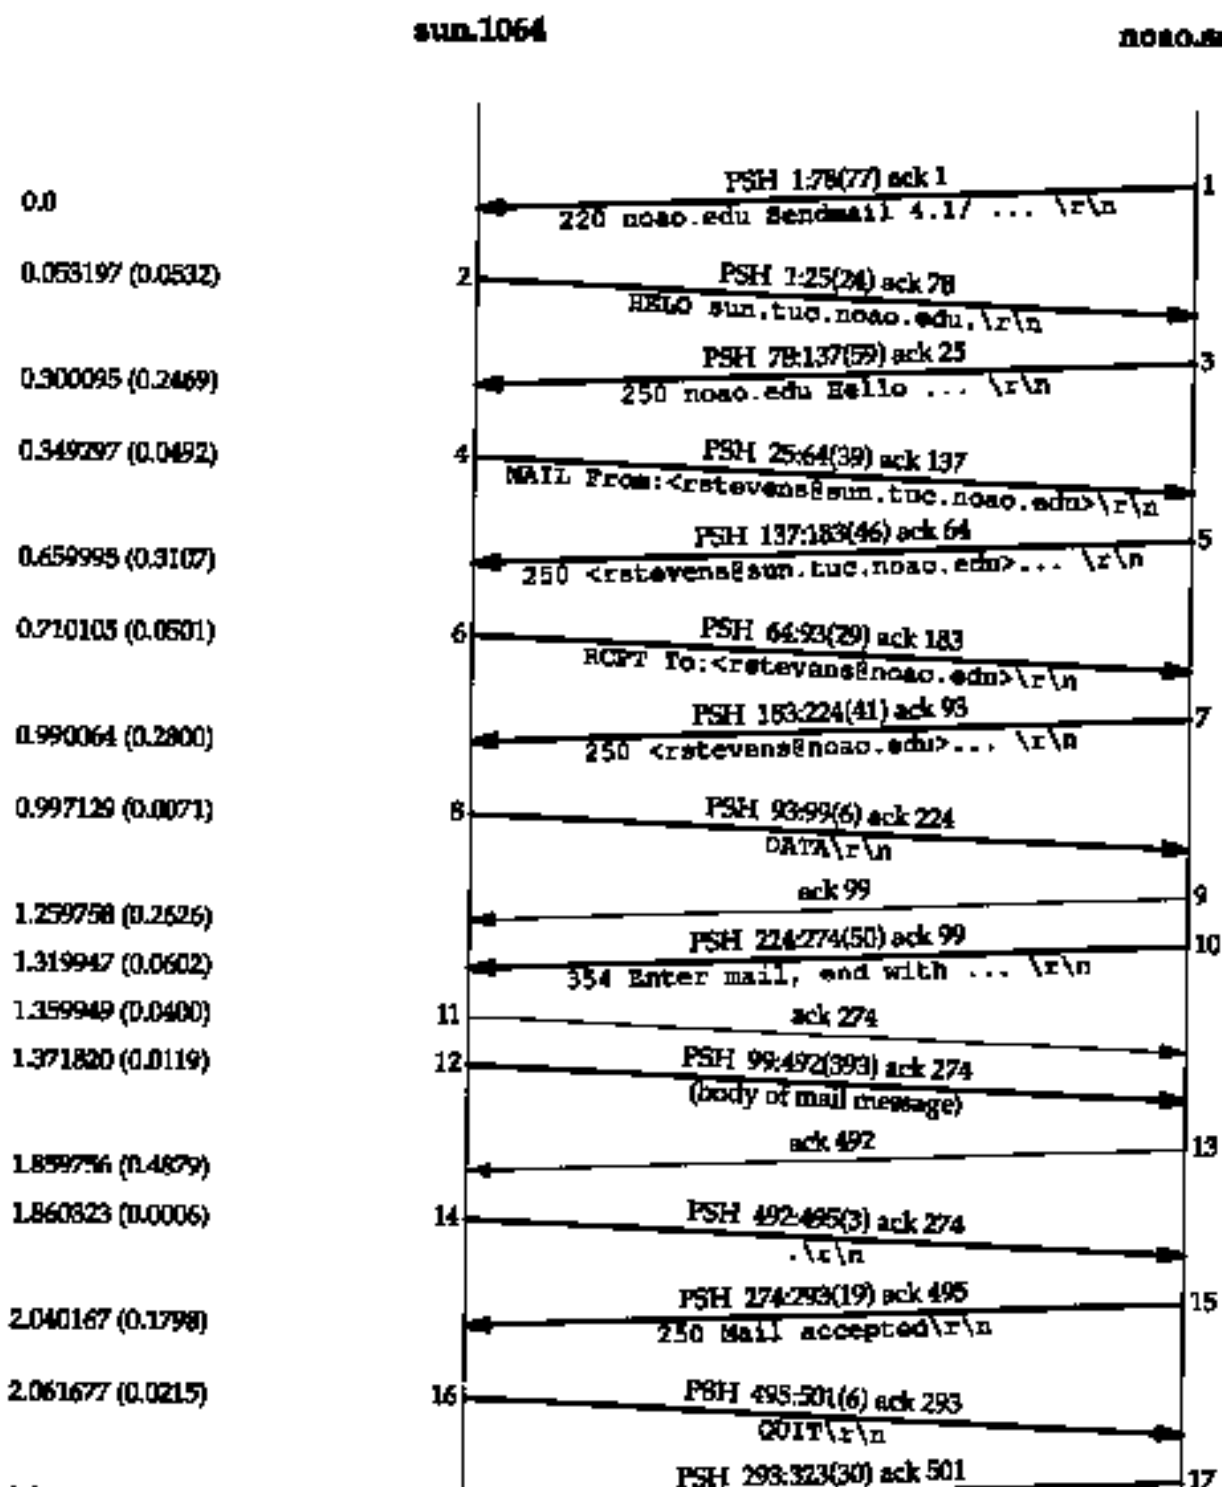 sun.1064
0.0
PSH 1:78(77) ack 1
1
220 noao.edu Sendmail 4.1/ ... \r\n
0.053197 (0.0532)
2
PSH 1:25(24) ack 78
HELO sun.tuc.noao.edu.\r\n
0.300095 (0.2469)
PSH 78:137(59) ack 25
3
250 noao.edu Hello ... \r\n
0.349297 (0.0492)
4
PSH 25:64(39) ack 137
MAIL From:<rstevens@sun.tuc.noao.edu>\r\n
0.659995 (0.3107)
PSH 137:183(46) ack 64
5
250 <rstevens@sun.tuc.noao.edu>... \r\n
0.710105 (0.0501)
6
PSH 64:93(29) ack 183
RCPT To:<rstevens@noao.edu>\r\n
0.990064 (0.2800)
PSH 183:224(41) ack 93
7
250 <rstevens@noao.edu>... \r\n
0.997129 (0.0071)
8
PSH 93:99(6) ack 224
DATA\r\n
1.259758 (0.2626)
ack 99
9
1.319947 (0.0602)
PSH 224:274(50) ack 99
10
354 Enter mail, end with ... \r\n
1.359949 (0.0400)
11
ack 274
1.371820 (0.0119)
12
PSH 99:492(393) ack 274
(body of mail message)
1.859756 (0.4879)
ack 492
13
1.860323 (0.0006)
14
PSH 492:495(3) ack 274
.\r\n
2.040167 (0.1798)
PSH 274:293(19) ack 495
15
250 Mail accepted\r\n
2.061677 (0.0215)
16
PSH 495:501(6) ack 293
QUIT\r\n
PSH 293:323(30) ack 501
17